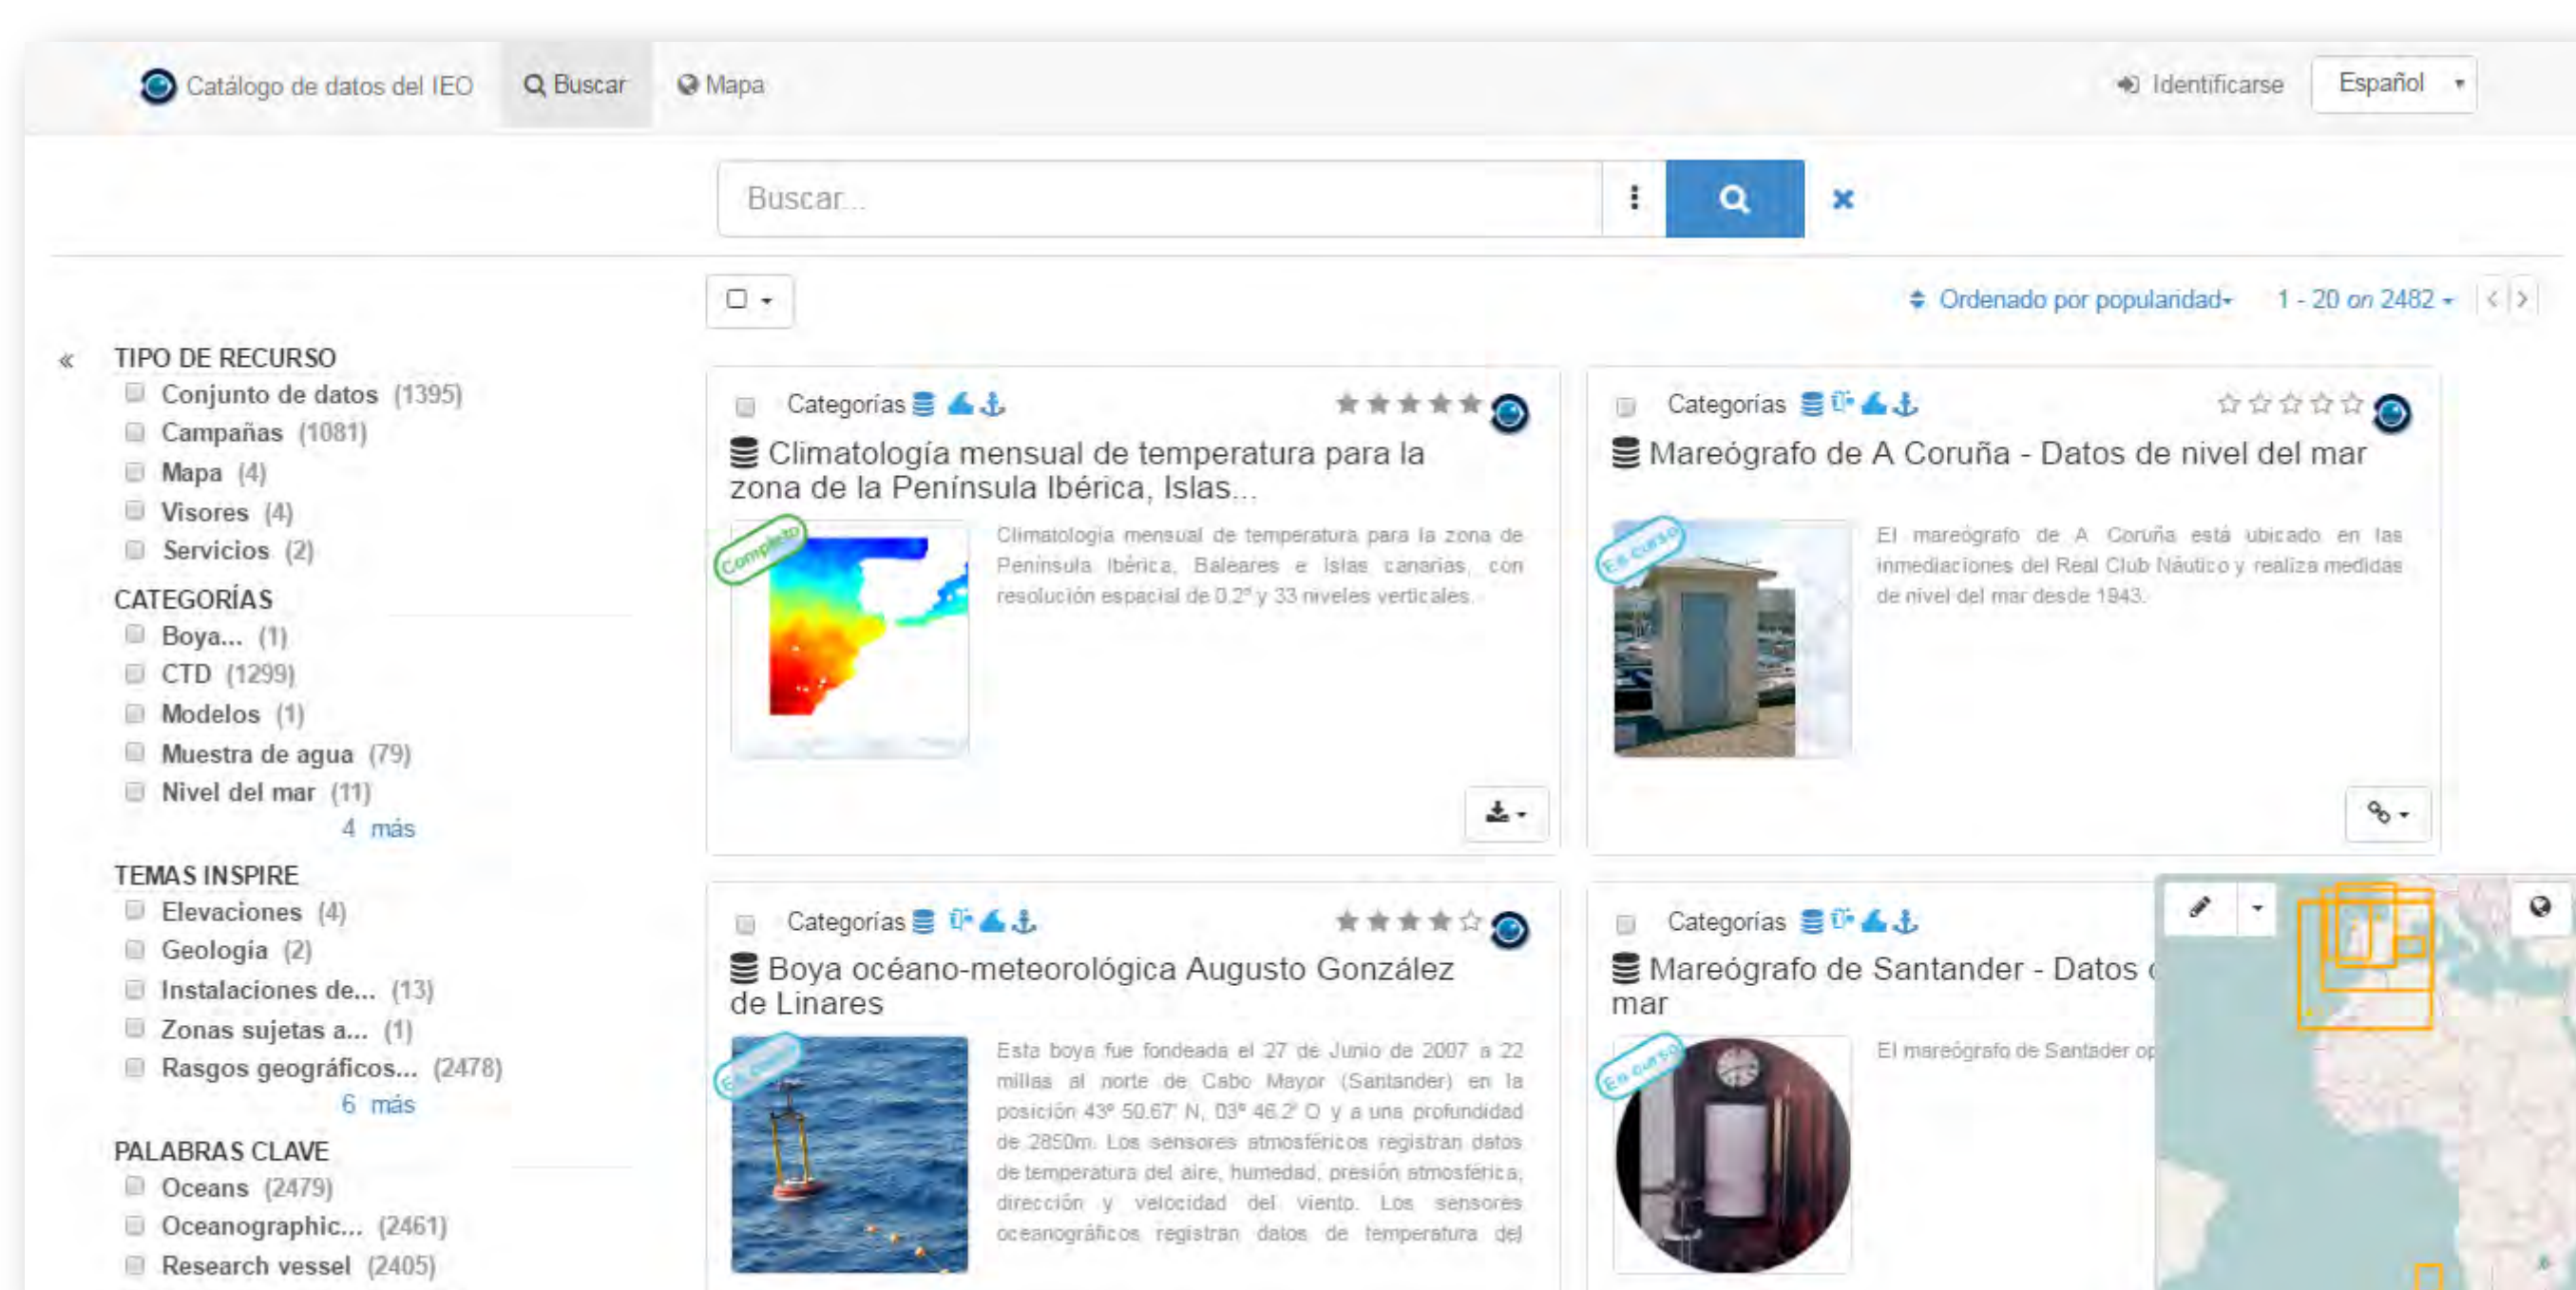 Catálogo de datos del IEO Buscar Mapa Identificarse Español
Buscar...
Ordenado por popularidad 1 - 20 on 2482
TIPO DE RECURSO
Conjunto de datos (1395)
Campañas (1081)
Mapa (4)
Visores (4)
Servicios (2)
CATEGORÍAS
Boya... (1)
CTD (1299)
Modelos (1)
Muestra de agua (79)
Nivel del mar (11)
4 más
TEMAS INSPIRE
Elevaciones (4)
Geología (2)
Instalaciones de... (13)
Zonas sujetas a... (1)
Rasgos geográficos... (2478)
6 más
PALABRAS CLAVE
Oceans (2479)
Oceanographic... (2461)
Research vessel (2405)
Categorías
Climatología mensual de temperatura para la
zona de la Península Ibérica, Islas...
Completo
Climatología mensual de temperatura para la zona de
Península Ibérica, Baleares e Islas canarias, con
resolución espacial de 0.2º y 33 niveles verticales.
Categorías
Mareógrafo de A Coruña - Datos de nivel del mar
En curso
El mareógrafo de A Coruña está ubicado en las
inmediaciones del Real Club Náutico y realiza medidas
de nivel del mar desde 1943.
Categorías
Boya océano-meteorológica Augusto González
de Linares
En curso
Esta boya fue fondeada el 27 de Junio de 2007 a 22
millas al norte de Cabo Mayor (Santander) en la
posición 43º 50.67' N, 03º 46.2' O y a una profundidad
de 2850m. Los sensores atmosféricos registran datos
de temperatura del aire, humedad, presión atmosférica,
dirección y velocidad del viento. Los sensores
oceanográficos registran datos de temperatura del
Categorías
Mareógrafo de Santander - Datos
mar
En curso
El mareógrafo de Santader op